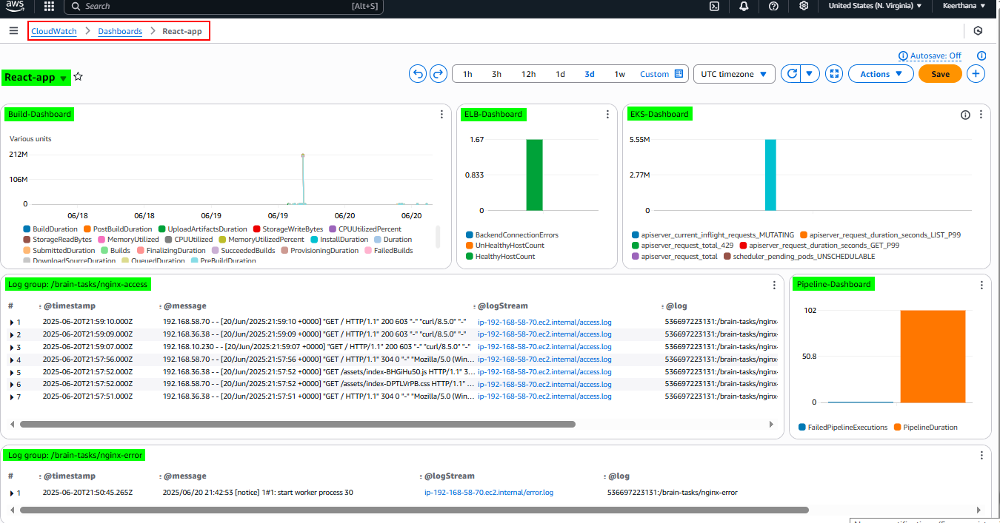 aws Search [Alt+S] United States (N. Virginia) Keerthana
CloudWatch > Dashboards > React-app
Autosave: Off
React-app 1h 3h 12h 1d 3d 1w Custom UTC timezone Actions Save
Build-Dashboard
Various units
212M
106M
0
06/18 06/18 06/19 06/19 06/20 06/20
BuildDuration PostBuildDuration UploadArtifactsDuration StorageWriteBytes CPUUtilizedPercent
StorageReadBytes MemoryUtilized CPUUtilized MemoryUtilizedPercent InstallDuration Duration
SubmittedDuration Builds FinalizingDuration SucceededBuilds ProvisioningDuration FailedBuilds
DownloadSourceDuration QueuedDuration PreBuildDuration
ELB-Dashboard
1.67
0.833
0
BackendConnectionErrors
UnHealthyHostCount
HealthyHostCount
EKS-Dashboard
5.55M
2.77M
0
apiserver_current_inflight_requests_MUTATING apiserver_request_duration_seconds_LIST_P99
apiserver_request_total_429 apiserver_request_duration_seconds_GET_P99
apiserver_request_total scheduler_pending_pods_UNSCHEDULABLE
Log group: /brain-tasks/nginx-access
# @timestamp @message @logStream @log
1 2025-06-20T21:59:10.000Z 192.168.58.70 - - [20/Jun/2025:21:59:10 +0000] "GET / HTTP/1.1" 200 603 "-" "curl/8.5.0" "-" ip-192-168-58-70.ec2.internal/access.log 536697223131:/brain-tasks/nginx-
2 2025-06-20T21:59:09.000Z 192.168.36.38 - - [20/Jun/2025:21:59:09 +0000] "GET / HTTP/1.1" 200 603 "-" "curl/8.5.0" "-" ip-192-168-58-70.ec2.internal/access.log 536697223131:/brain-tasks/nginx-
3 2025-06-20T21:59:07.000Z 192.168.10.230 - - [20/Jun/2025:21:59:07 +0000] "GET / HTTP/1.1" 200 603 "-" "curl/8.5.0" "-" ip-192-168-58-70.ec2.internal/access.log 536697223131:/brain-tasks/nginx-
4 2025-06-20T21:57:56.000Z 192.168.58.70 - - [20/Jun/2025:21:57:56 +0000] "GET / HTTP/1.1" 304 0 "-" "Mozilla/5.0 (Win... ip-192-168-58-70.ec2.internal/access.log 536697223131:/brain-tasks/nginx-
5 2025-06-20T21:57:52.000Z 192.168.36.38 - - [20/Jun/2025:21:57:52 +0000] "GET /assets/index-BHGiHu50.js HTTP/1.1" 3... ip-192-168-58-70.ec2.internal/access.log 536697223131:/brain-tasks/nginx-
6 2025-06-20T21:57:52.000Z 192.168.58.70 - - [20/Jun/2025:21:57:52 +0000] "GET /assets/index-DPTLVrPB.css HTTP/1.1" ... ip-192-168-58-70.ec2.internal/access.log 536697223131:/brain-tasks/nginx-
7 2025-06-20T21:57:51.000Z 192.168.36.38 - - [20/Jun/2025:21:57:51 +0000] "GET / HTTP/1.1" 304 0 "-" "Mozilla/5.0 (Win... ip-192-168-58-70.ec2.internal/access.log 536697223131:/brain-tasks/nginx-
Pipeline-Dashboard
102
50.8
0
FailedPipelineExecutions PipelineDuration
Log group: /brain-tasks/nginx-error
# @timestamp @message @logStream @log
1 2025-06-20T21:50:45.265Z 2025/06/20 21:42:53 [notice] 1#1: start worker process 30 ip-192-168-58-70.ec2.internal/error.log 536697223131:/brain-tasks/nginx-error